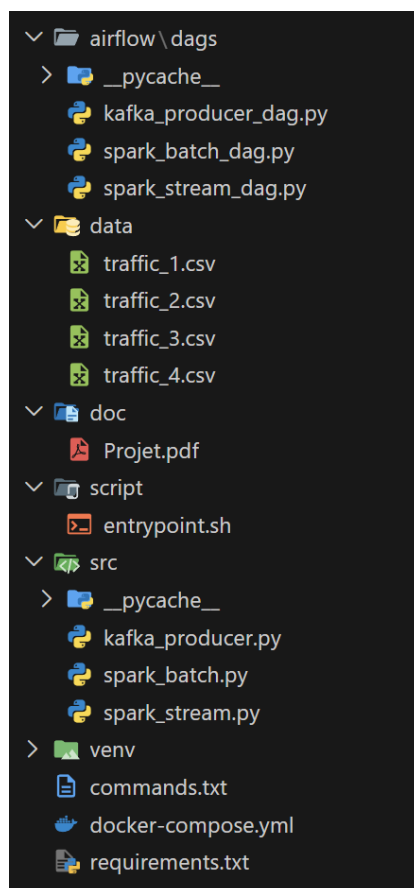 airflow\dags
__pycache__
kafka_producer_dag.py
spark_batch_dag.py
spark_stream_dag.py
data
traffic_1.csv
traffic_2.csv
traffic_3.csv
traffic_4.csv
doc
Projet.pdf
script
entrypoint.sh
src
__pycache__
kafka_producer.py
spark_batch.py
spark_stream.py
venv
commands.txt
docker-compose.yml
requirements.txt